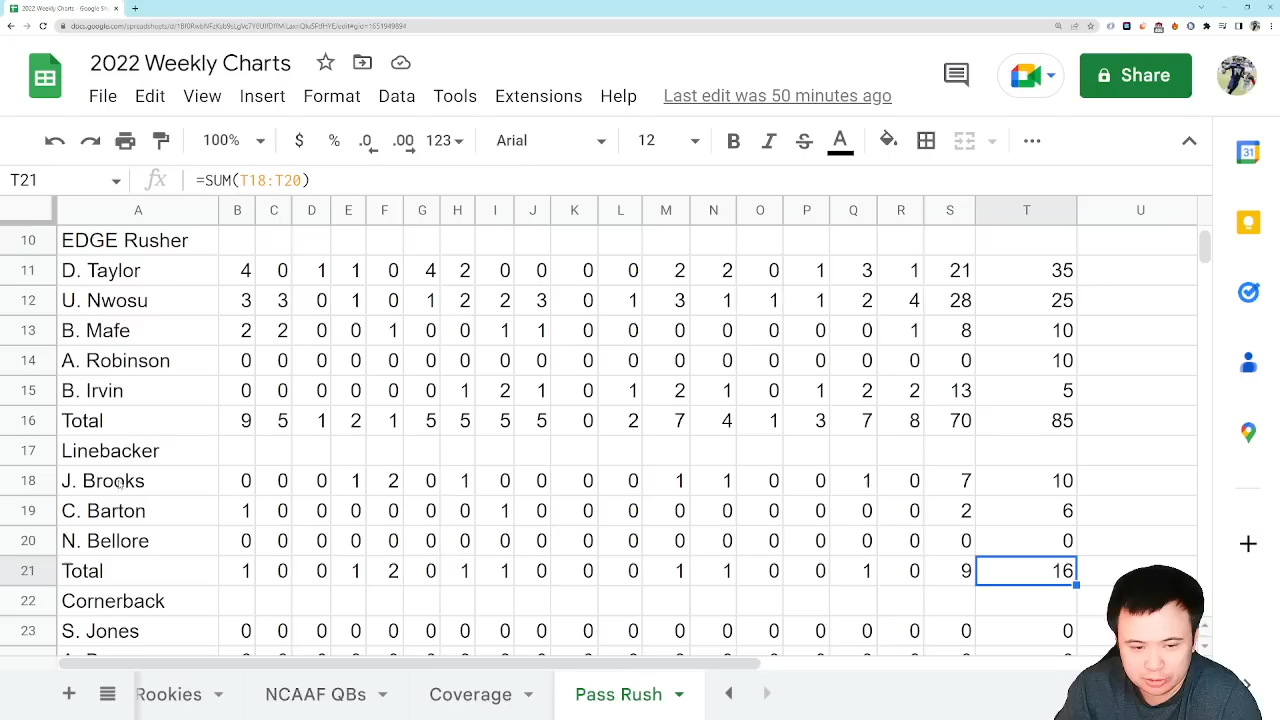 2022 Weekly Charts - Google She
2022 Weekly Charts
File Edit View Insert Format Data Tools Extensions Help Last edit was 50 minutes ago
Share
100% $ % .0 .00 123 Arial 12 B I S A
T21 fx =SUM(T18:T20)
A B C D E F G H I J K L M N O P Q R S T U
10 EDGE Rusher
11 D. Taylor 4 0 1 1 0 4 2 0 0 0 0 2 2 0 1 3 1 21 35
12 U. Nwosu 3 3 0 1 0 1 2 2 3 0 1 3 1 1 1 2 4 28 25
13 B. Mafe 2 2 0 0 1 0 0 1 1 0 0 0 0 0 0 0 1 8 10
14 A. Robinson 0 0 0 0 0 0 0 0 0 0 0 0 0 0 0 0 0 0 10
15 B. Irvin 0 0 0 0 0 0 1 2 1 0 1 2 1 0 1 2 2 13 5
16 Total 9 5 1 2 1 5 5 5 5 0 2 7 4 1 3 7 8 70 85
17 Linebacker
18 J. Brooks 0 0 0 1 2 0 1 0 0 0 0 1 1 0 0 1 0 7 10
19 C. Barton 1 0 0 0 0 0 0 1 0 0 0 0 0 0 0 0 0 2 6
20 N. Bellore 0 0 0 0 0 0 0 0 0 0 0 0 0 0 0 0 0 0 0
21 Total 1 0 0 1 2 0 1 1 0 0 0 1 1 0 0 1 0 9 16
22 Cornerback
23 S. Jones 0 0 0 0 0 0 0 0 0 0 0 0 0 0 0 0 0 0 0
Rookies NCAAF QBs Coverage Pass Rush
31